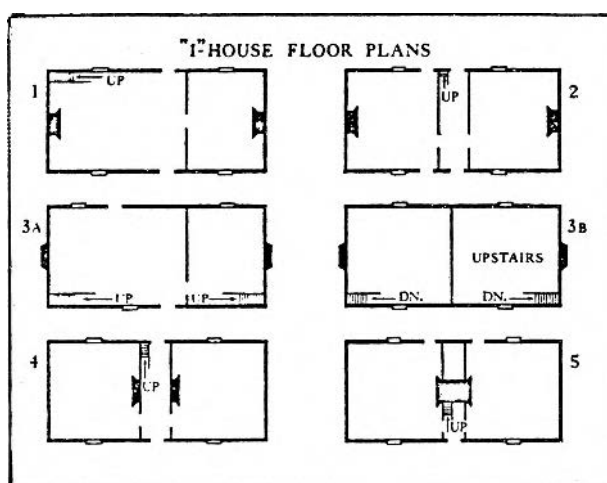 "I"-HOUSE FLOOR PLANS
1
UP
2
UP
3A
UP
UP
3B
UPSTAIRS
DN.
DN.
4
UP
5
UP